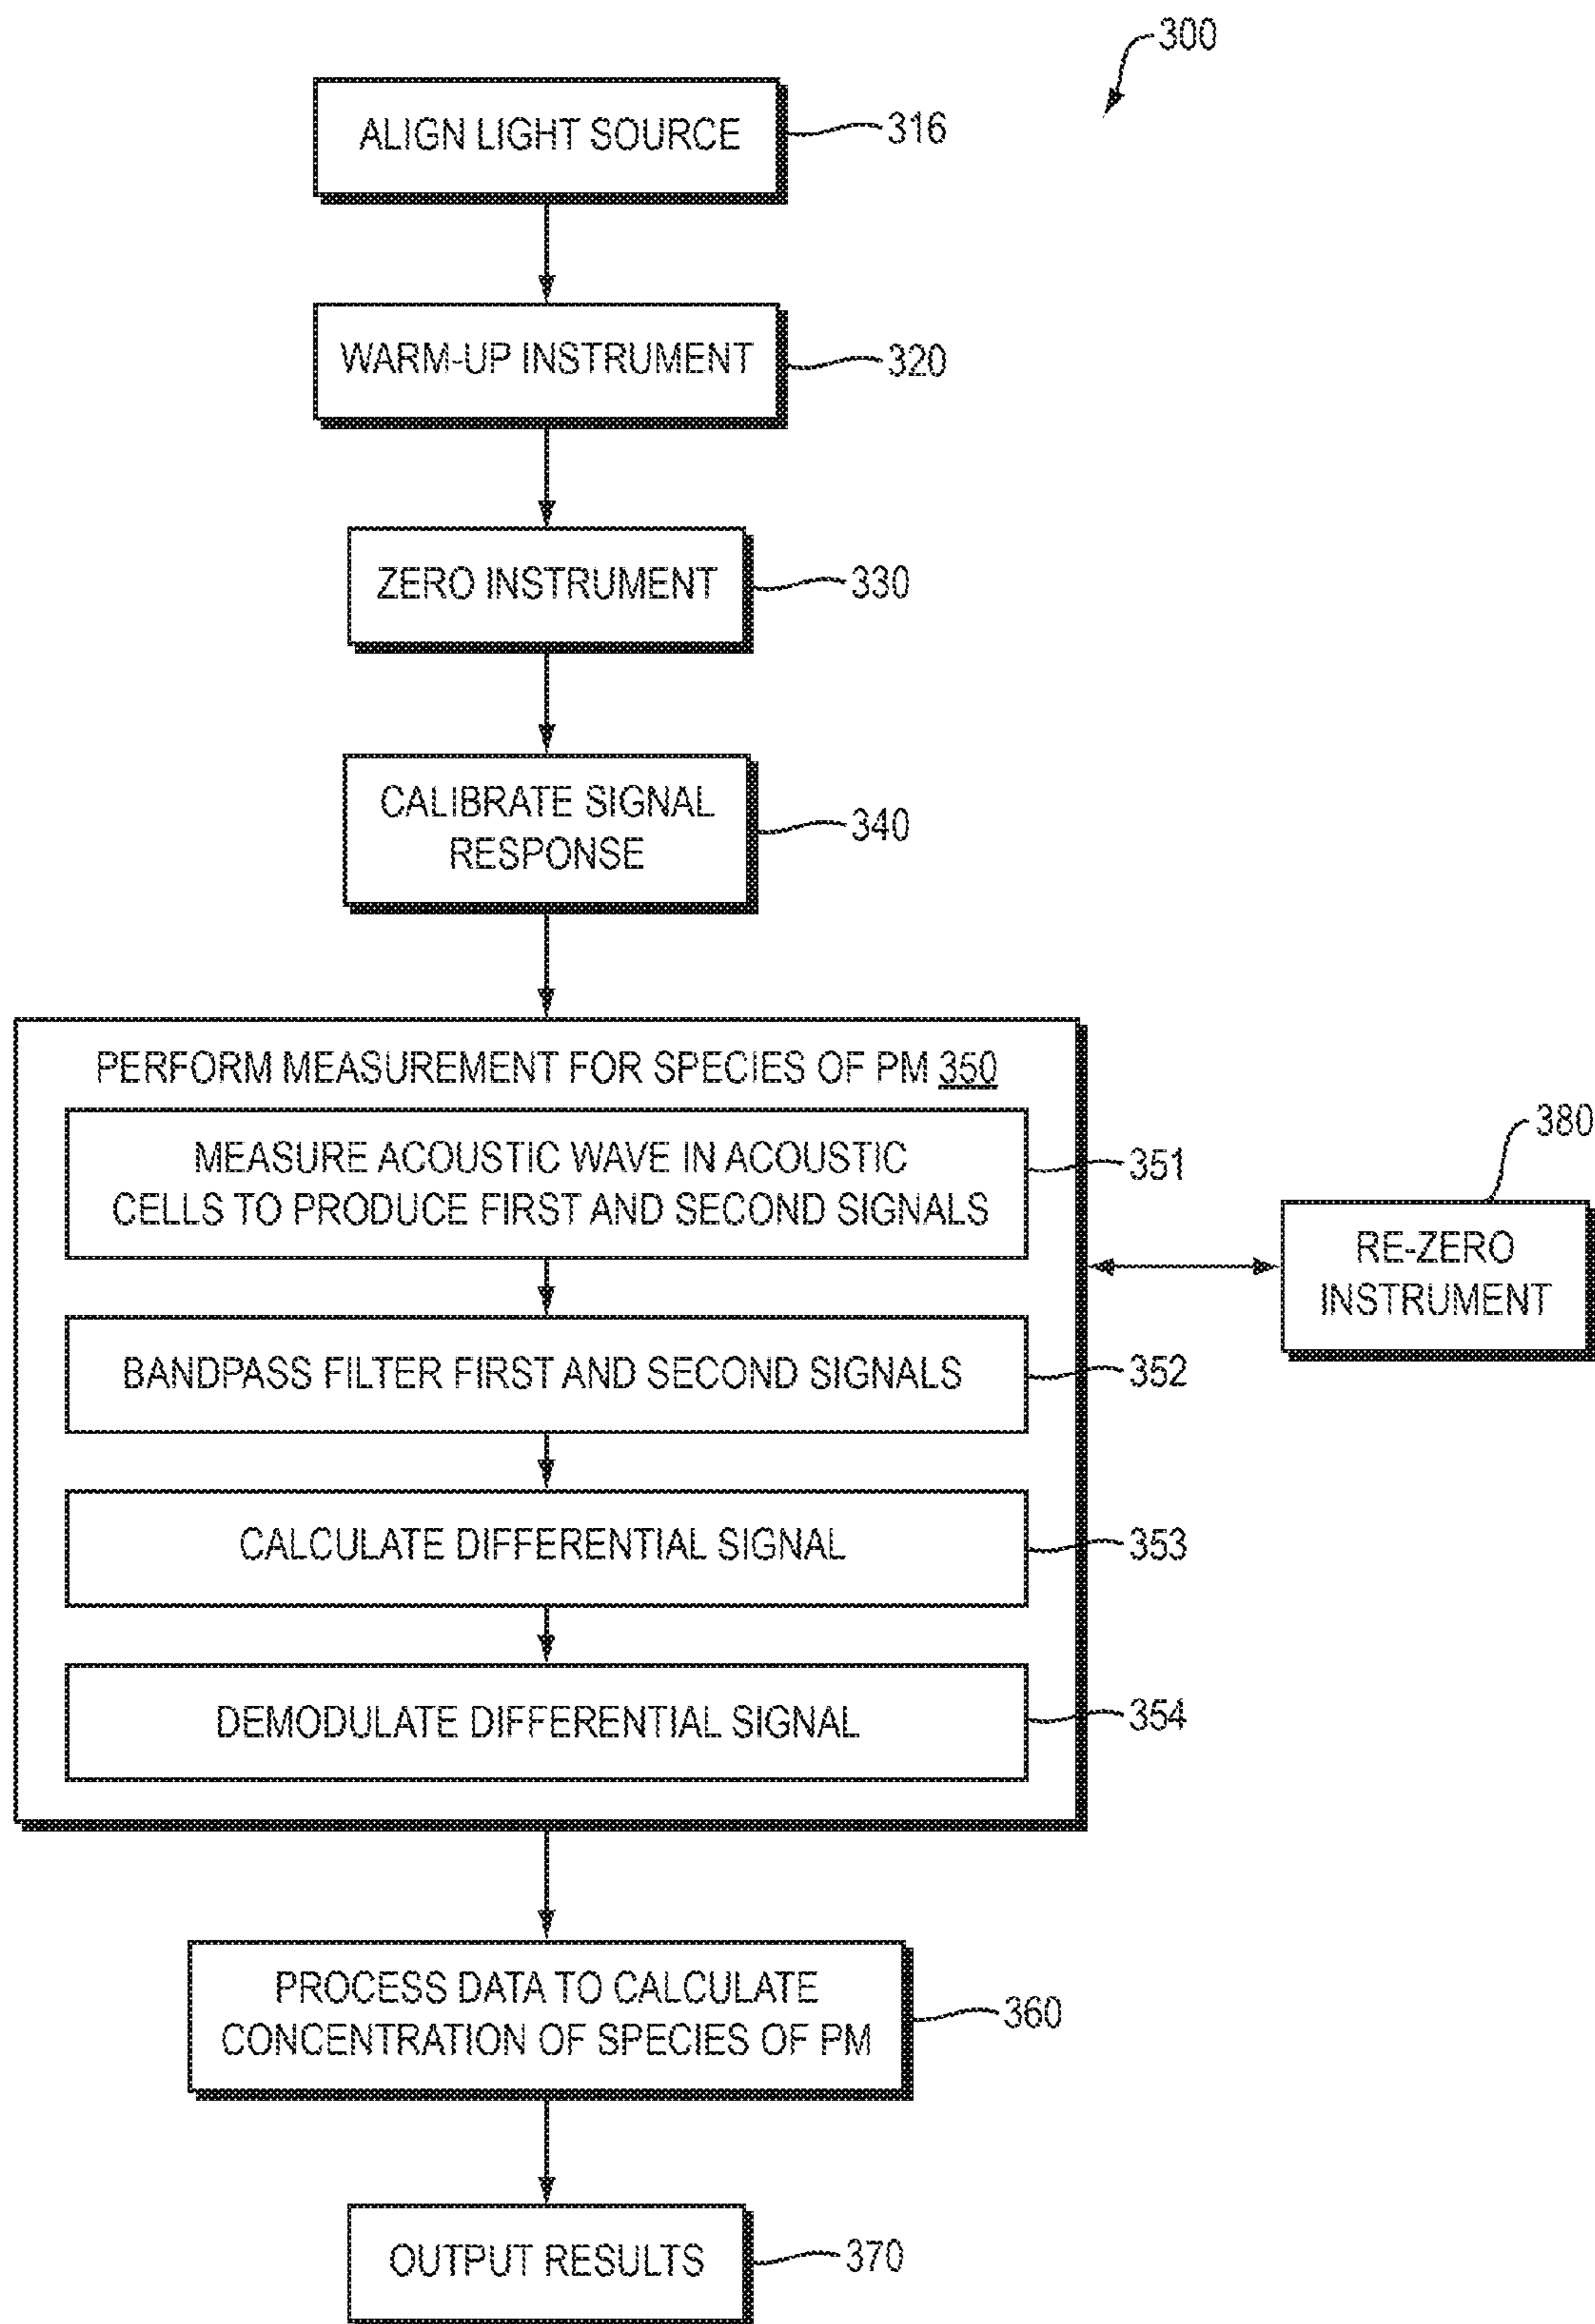 300
ALIGN LIGHT SOURCE
316
WARM-UP INSTRUMENT
320
ZERO INSTRUMENT
330
CALIBRATE SIGNAL
RESPONSE
340
PERFORM MEASUREMENT FOR SPECIES OF PM 350
MEASURE ACOUSTIC WAVE IN ACOUSTIC
CELLS TO PRODUCE FIRST AND SECOND SIGNALS
351
380
RE-ZERO
INSTRUMENT
BANDPASS FILTER FIRST AND SECOND SIGNALS
352
CALCULATE DIFFERENTIAL SIGNAL
353
DEMODULATE DIFFERENTIAL SIGNAL
354
PROCESS DATA TO CALCULATE
CONCENTRATION OF SPECIES OF PM
360
OUTPUT RESULTS
370